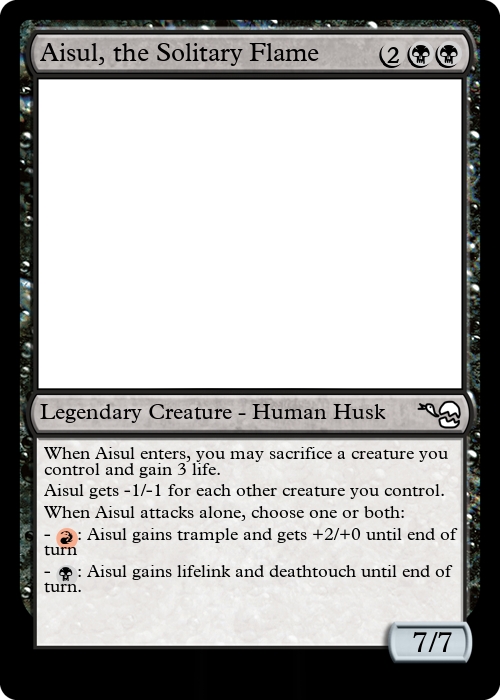 Aisul, the Solitary Flame 2
Legendary Creature - Human Husk
When Aisul enters, you may sacrifice a creature you
control and gain 3 life.
Aisul gets -1/-1 for each other creature you control.
When Aisul attacks alone, choose one or both:
- : Aisul gains trample and gets +2/+0 until end of
turn
- : Aisul gains lifelink and deathtouch until end of
turn.
7/7